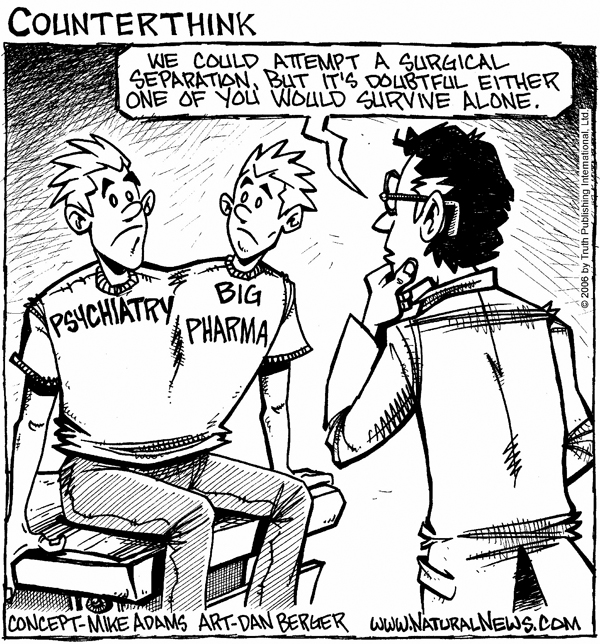 COUNTERTHINK
WE COULD ATTEMPT A SURGICAL
SEPARATION, BUT IT'S DOUBTFUL EITHER
ONE OF YOU WOULD SURVIVE ALONE.
PSYCHIATRY
BIG
PHARMA
© 2006 by Truth Publishing International, Ltd.
CONCEPT-MIKE ADAMS ART-DAN BERGER WWW.NATURALNEWS.COM